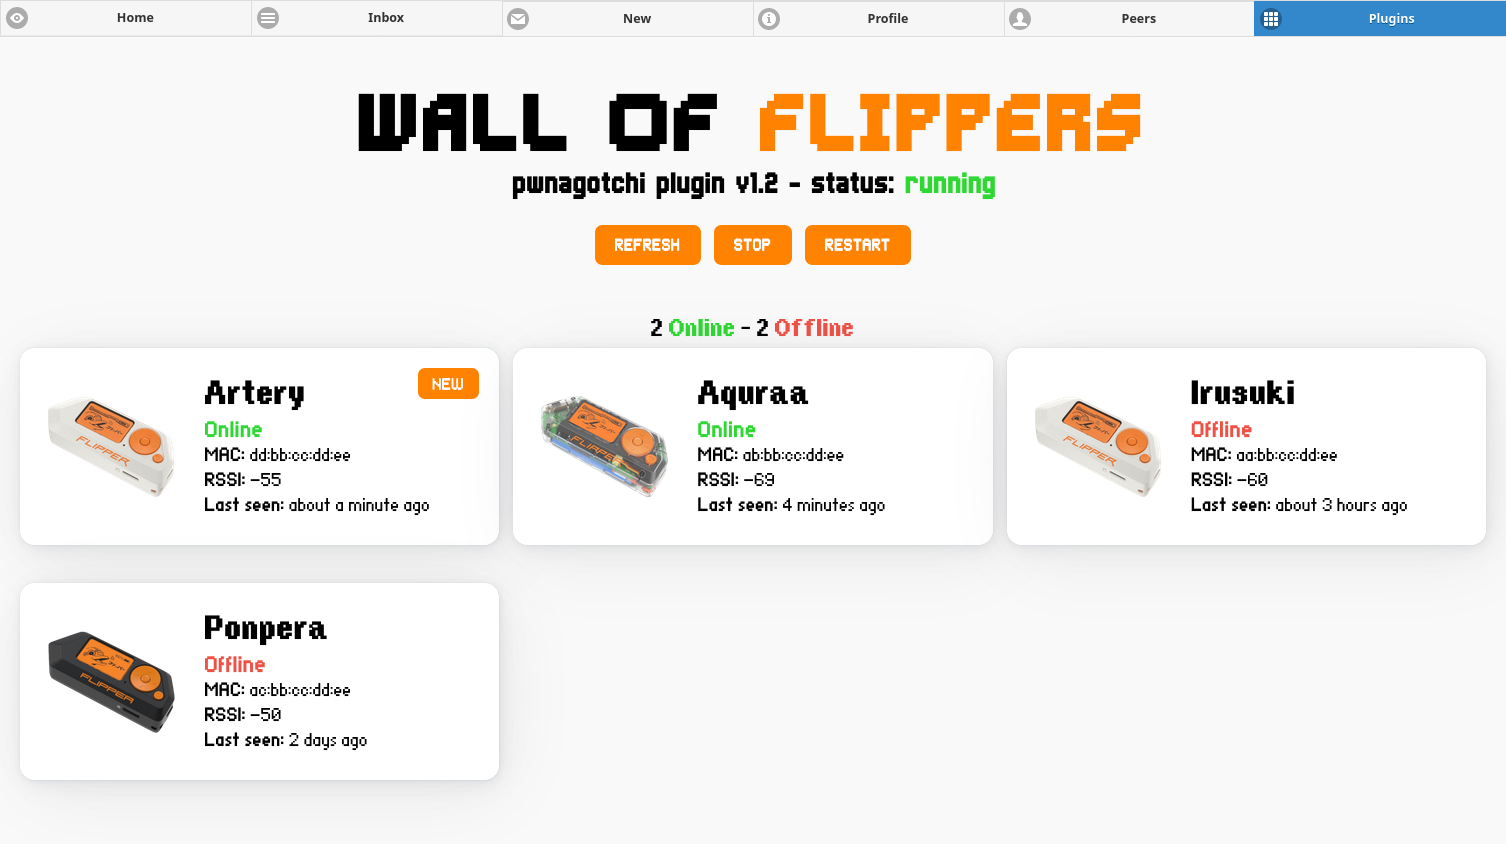 Home
Inbox
New
Profile
Peers
Plugins
WALL OF FLIPPERS
pwnagotchi plugin v1.2 - status: running
REFRESH
STOP
RESTART
2 Online - 2 Offline
Artery
NEW
Online
MAC: dd:bb:cc:dd:ee
RSSI: -55
Last seen: about a minute ago
FLIPPER
Aquraa
Online
MAC: ab:bb:cc:dd:ee
RSSI: -69
Last seen: 4 minutes ago
FLIPPER
Irusuki
Offline
MAC: aa:bb:cc:dd:ee
RSSI: -60
Last seen: about 3 hours ago
FLIPPER
Ponpera
Offline
MAC: ac:bb:cc:dd:ee
RSSI: -50
Last seen: 2 days ago
FLIPPER